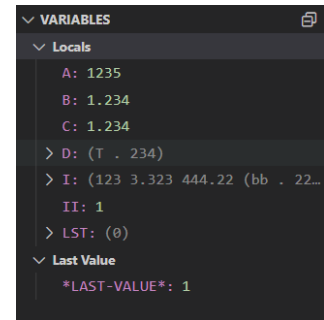 VARIABLES
Locals
A: 1235
B: 1.234
C: 1.234
D: (T . 234)
I: (123 3.323 444.22 (bb . 22…
II: 1
LST: (0)
Last Value
*LAST-VALUE*: 1